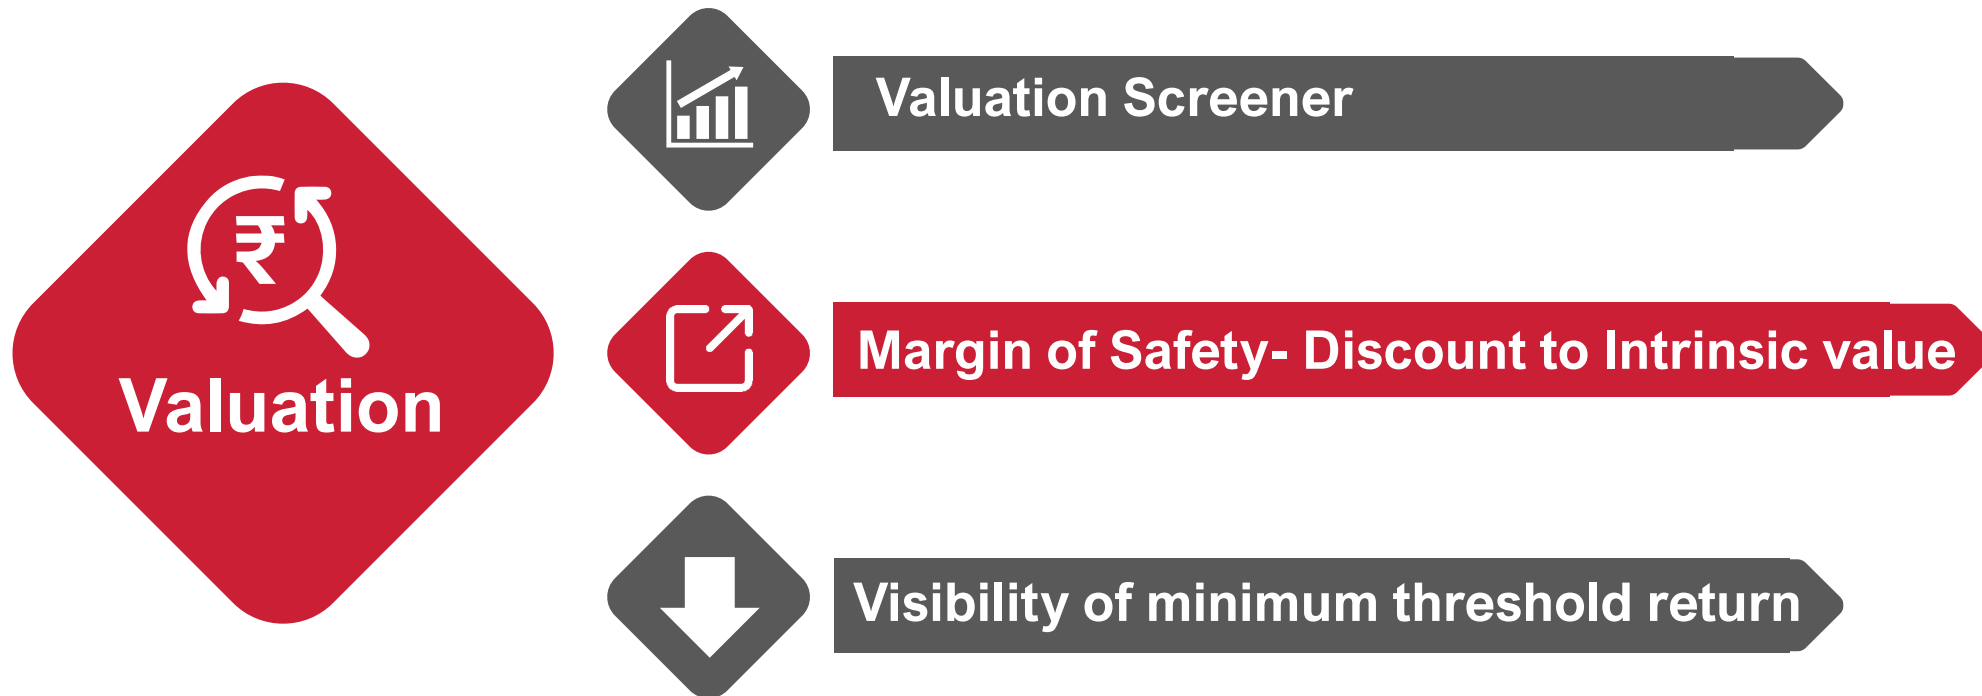 ₹
Valuation
Valuation Screener
Margin of Safety- Discount to Intrinsic value
Visibility of minimum threshold return